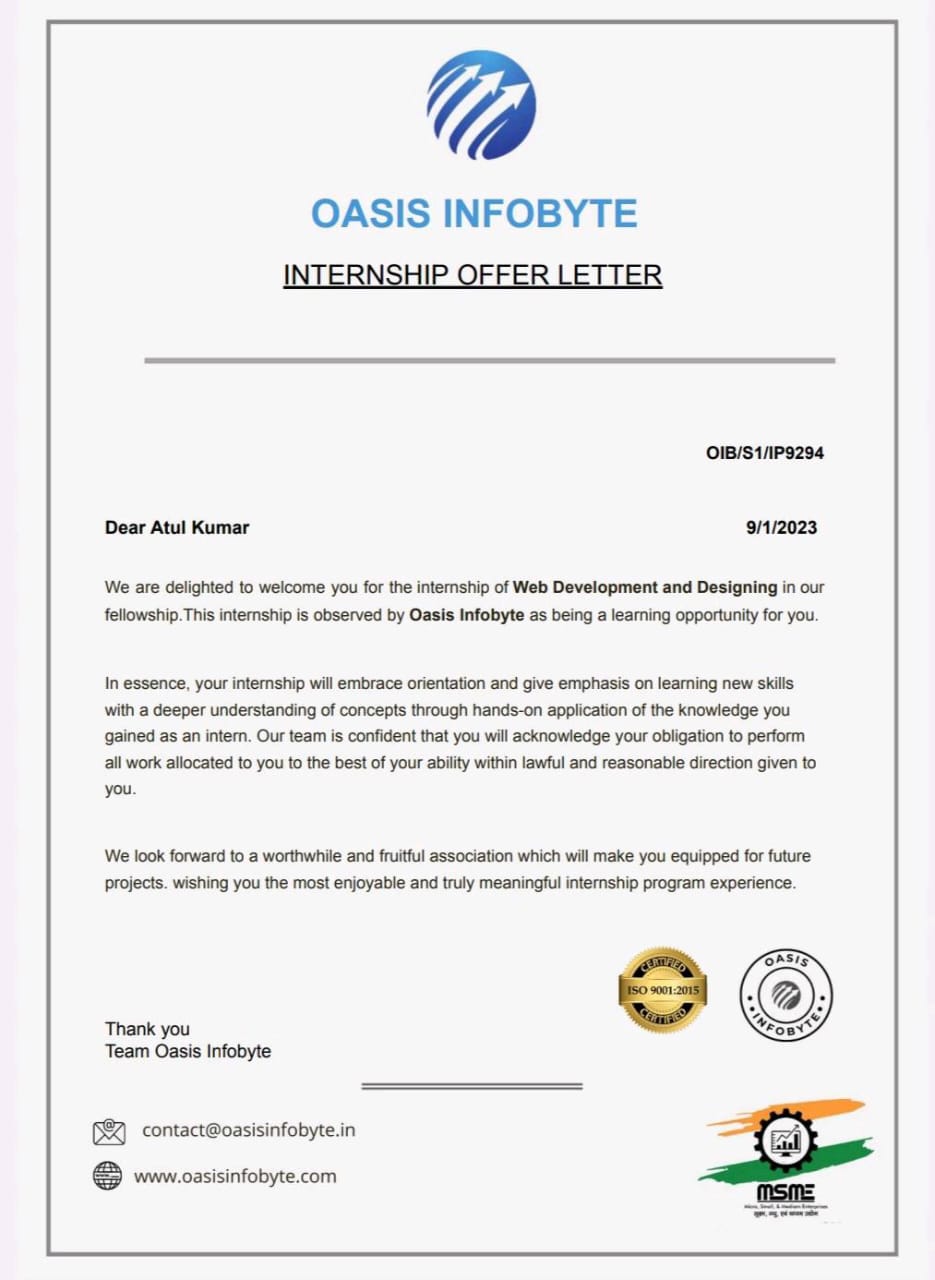 OASIS INFOBYTE
INTERNSHIP OFFER LETTER
OIB/S1/IP9294
Dear Atul Kumar 9/1/2023
We are delighted to welcome you for the internship of Web Development and Designing in our
fellowship.This internship is observed by Oasis Infobyte as being a learning opportunity for you.
In essence, your internship will embrace orientation and give emphasis on learning new skills
with a deeper understanding of concepts through hands-on application of the knowledge you
gained as an intern. Our team is confident that you will acknowledge your obligation to perform
all work allocated to you to the best of your ability within lawful and reasonable direction given to
you.
We look forward to a worthwhile and fruitful association which will make you equipped for future
projects. wishing you the most enjoyable and truly meaningful internship program experience.
CERTIFIED
ISO 9001:2015
CERTIFIED
OASIS
INFOBYTE
Thank you
Team Oasis Infobyte
contact@oasisinfobyte.in
www.oasisinfobyte.com
MSME
Micro, Small, & Medium Enterprises
सूक्ष्म, लघु, एवं मध्यम उद्योग